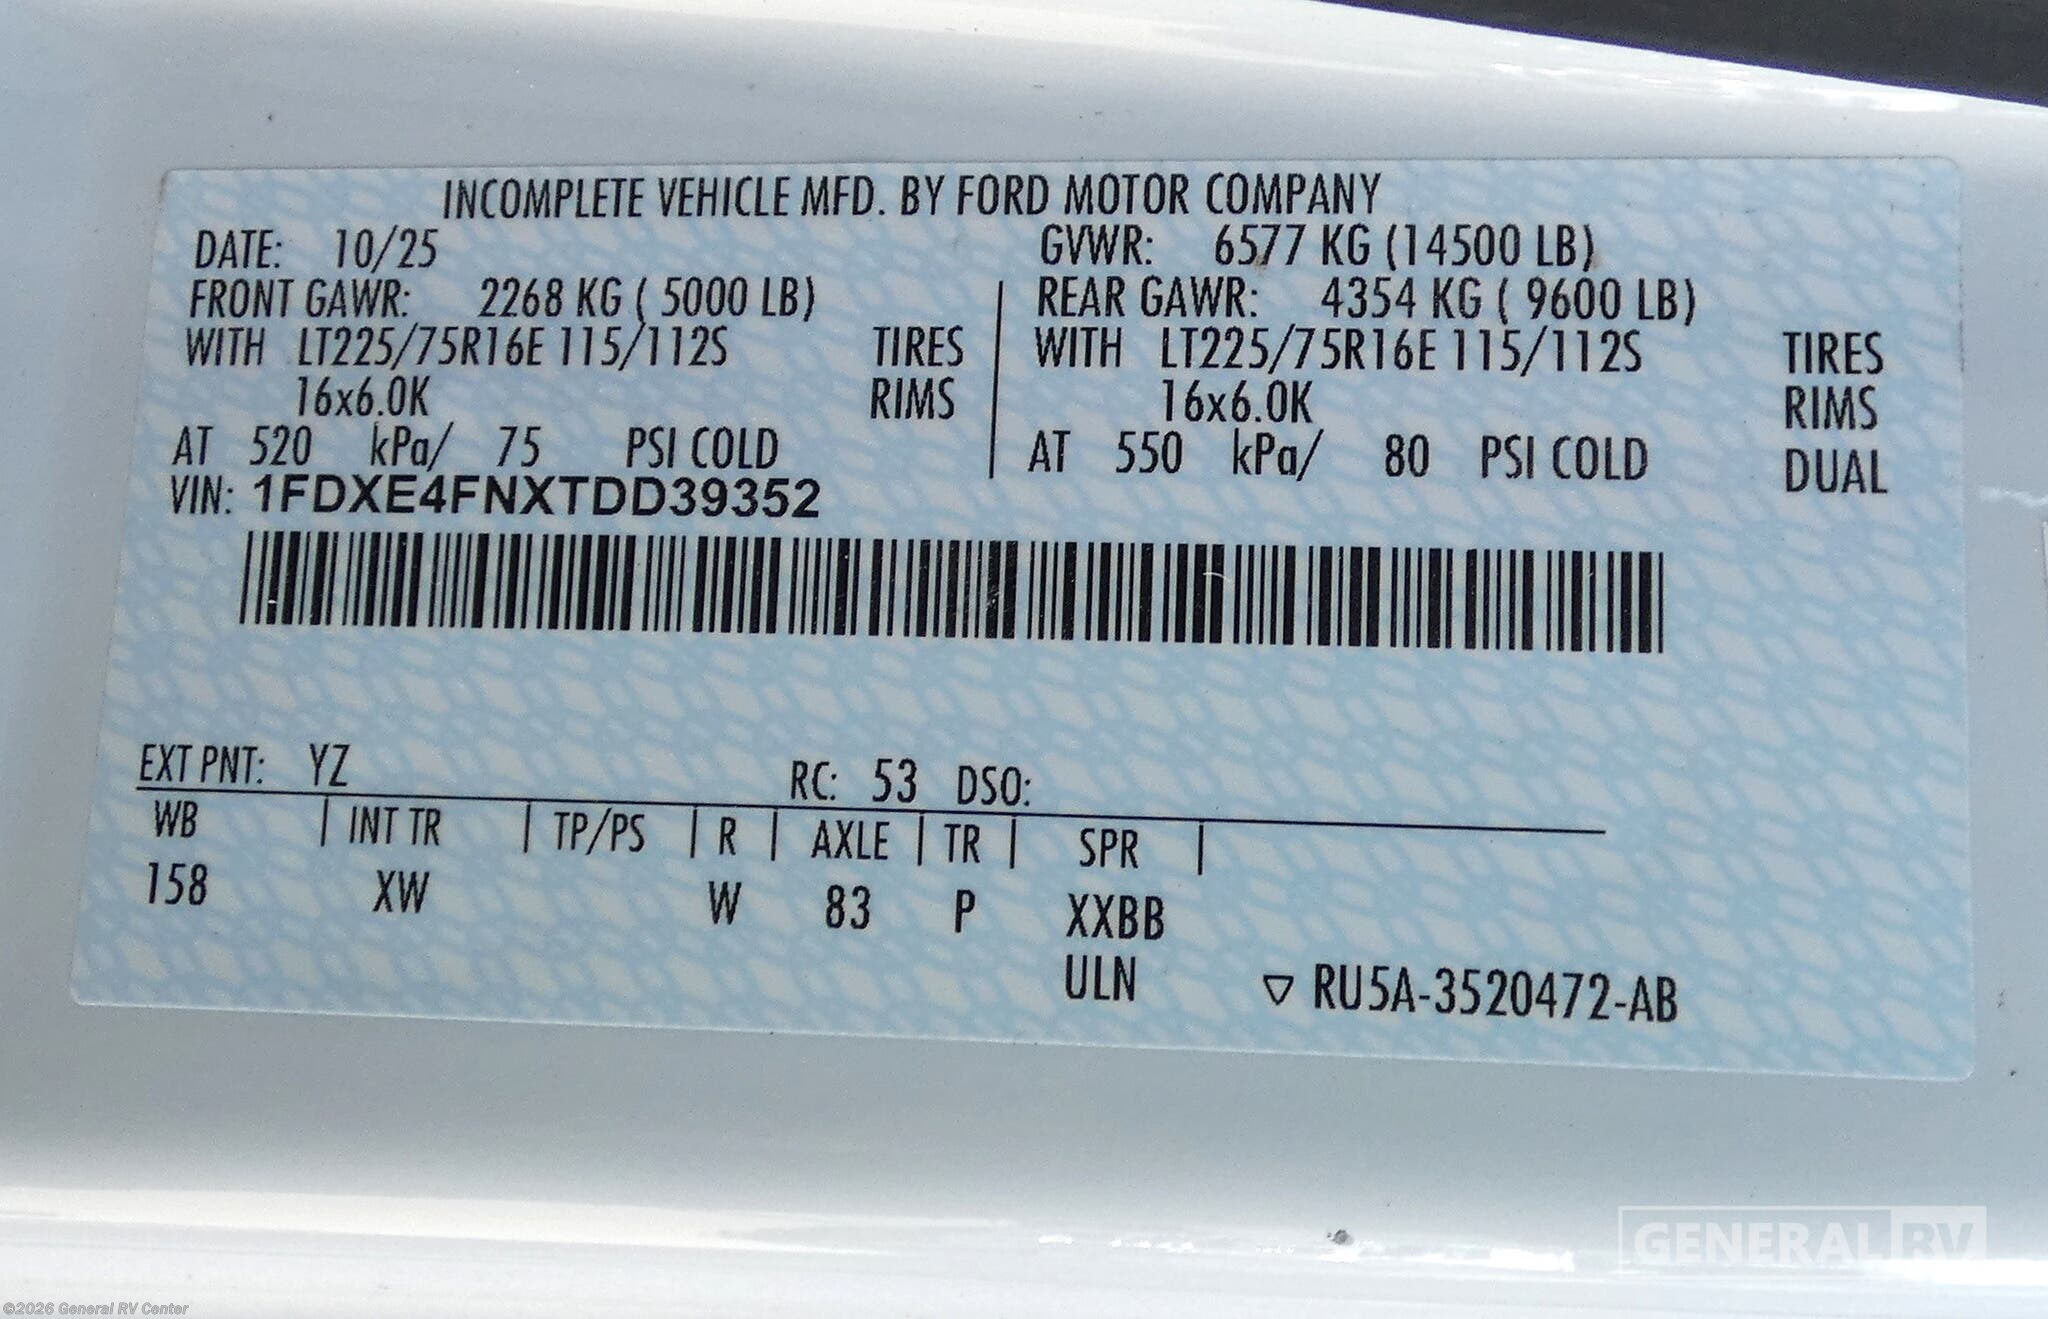 INCOMPLETE VEHICLE MFD. BY FORD MOTOR COMPANY
DATE: 10/25 GVWR: 6577 KG (14500 LB)
FRONT GAWR: 2268 KG ( 5000 LB) REAR GAWR: 4354 KG ( 9600 LB)
WITH LT225/75R16E 115/112S TIRES WITH LT225/75R16E 115/112S TIRES
16x6.0K RIMS 16x6.0K RIMS
AT 520 kPa/ 75 PSI COLD AT 550 kPa/ 80 PSI COLD DUAL
VIN: 1FDXE4FNXTDD39352
EXT PNT: YZ RC: 53 DSO:
WB | INT TR | TP/PS | R | AXLE | TR | SPR |
158 XW W 83 P XXBB
ULN ▽ RU5A-3520472-AB
GENERAL RV
©2026 General RV Center